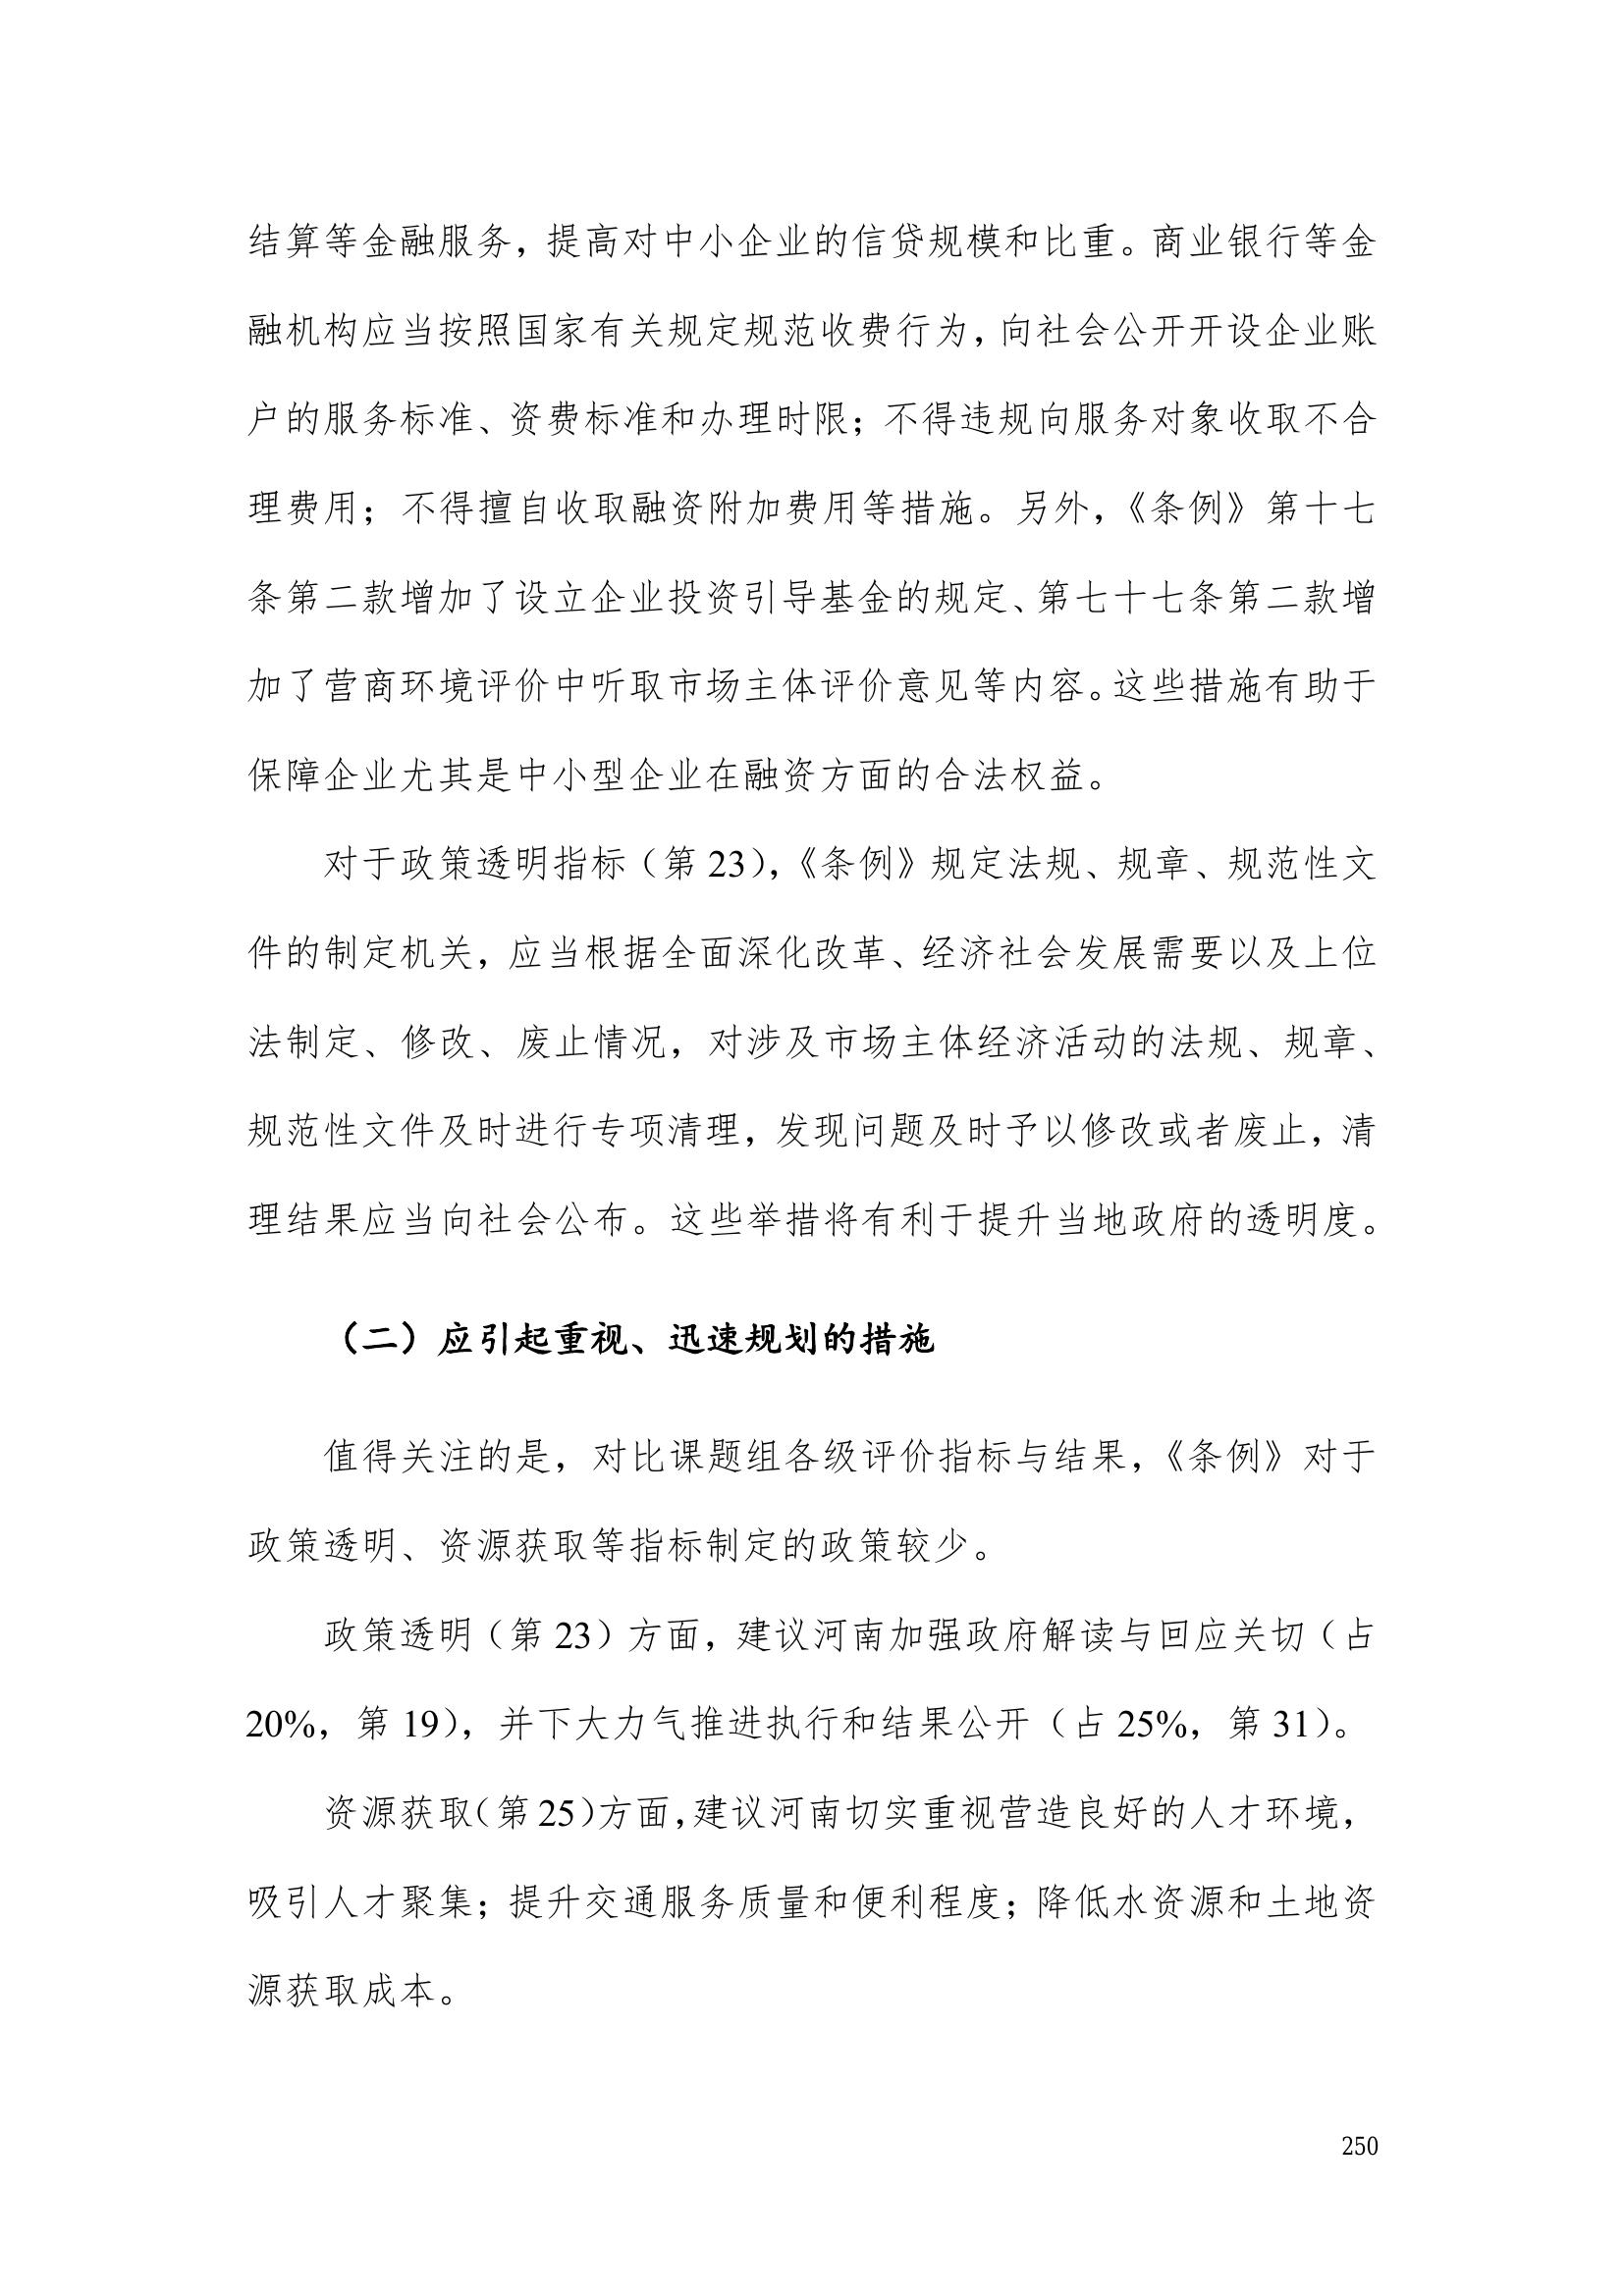 结算等金融服务，提高对中小企业的信贷规模和比重。商业银行等金
融机构应当按照国家有关规定规范收费行为，向社会公开开设企业账
户的服务标准、资费标准和办理时限；不得违规向服务对象收取不合
理费用；不得擅自收取融资附加费用等措施。另外，《条例》第十七
条第二款增加了设立企业投资引导基金的规定、第七十七条第二款增
加了营商环境评价中听取市场主体评价意见等内容。这些措施有助于
保障企业尤其是中小型企业在融资方面的合法权益。
对于政策透明指标（第 23），《条例》规定法规、规章、规范性文
件的制定机关，应当根据全面深化改革、经济社会发展需要以及上位
法制定、修改、废止情况，对涉及市场主体经济活动的法规、规章、
规范性文件及时进行专项清理，发现问题及时予以修改或者废止，清
理结果应当向社会公布。这些举措将有利于提升当地政府的透明度。
（二）应引起重视、迅速规划的措施
值得关注的是，对比课题组各级评价指标与结果，《条例》对于
政策透明、资源获取等指标制定的政策较少。
政策透明（第 23）方面，建议河南加强政府解读与回应关切（占
20%，第 19），并下大力气推进执行和结果公开（占 25%，第 31）。
资源获取（第 25）方面，建议河南切实重视营造良好的人才环境，
吸引人才聚集；提升交通服务质量和便利程度；降低水资源和土地资
源获取成本。
250